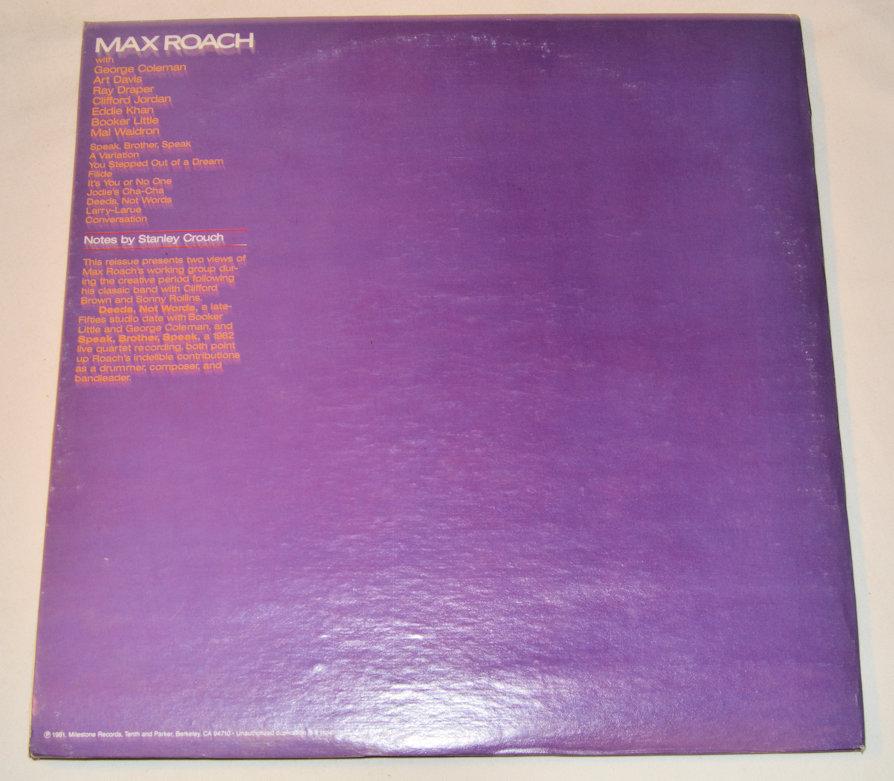 MAX ROACH
with
George Coleman
Art Davis
Ray Draper
Clifford Jordan
Eddie Khan
Booker Little
Mal Waldron
Speak, Brother, Speak
A Variation
You Stepped Out of a Dream
Filide
It's You or No One
Jodie's Cha-Cha
Deeds, Not Words
Larry-Larue
Conversation
Notes by Stanley Crouch
This reissue presents two views of
Max Roach's working group dur-
ing the creative period following
his classic band with Clifford
Brown and Sonny Rollins.
Deeds, Not Words, a late-
Fifties studio date with Booker
Little and George Coleman, and
Speak, Brother, Speak, a 1962
live quartet recording, both point
up Roach's indelible contributions
as a drummer, composer, and
bandleader.
℗ 1981, Milestone Records, Tenth and Parker, Berkeley, CA 94710 • Unauthorized duplication is a